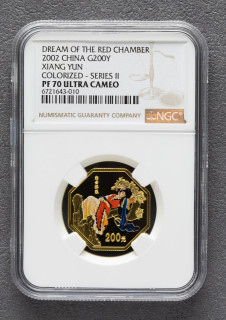 DREAM OF THE RED CHAMBER
2002 CHINA G200Y
XIANG YUN
COLORIZED - SERIES II
PF 70 ULTRA CAMEO
6721643-010
NUMISMATIC GUARANTY COMPANY
NGC
200元